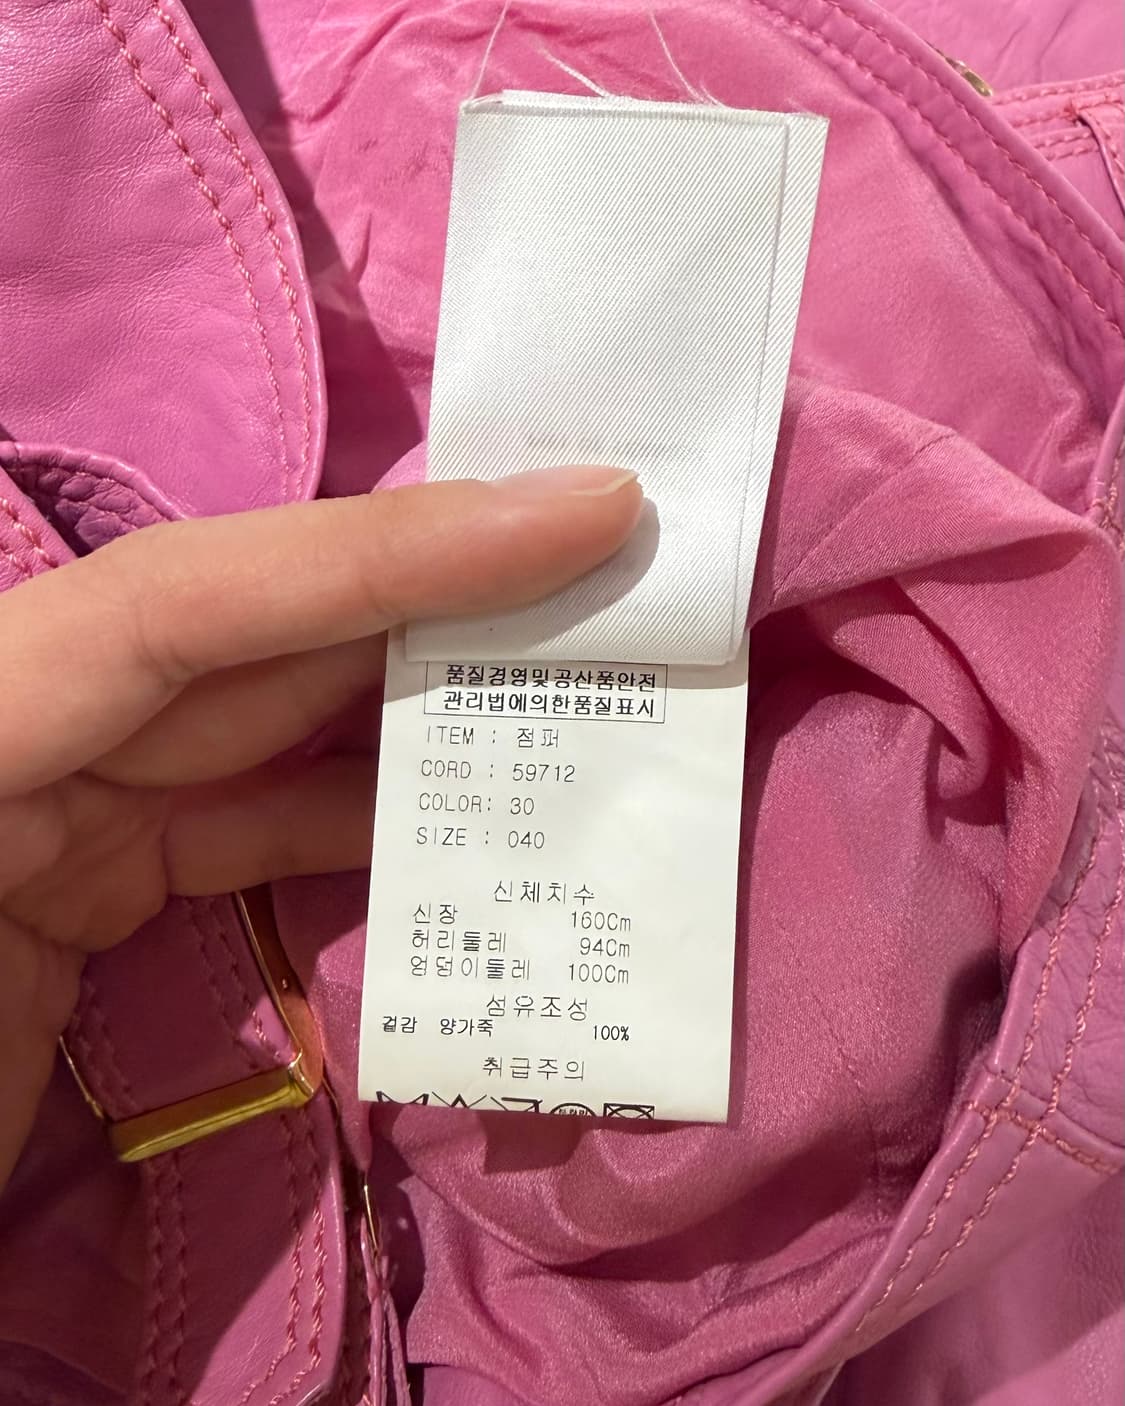 품질경영및공산품안전
관리법에의한품질표시
ITEM : 점퍼
CORD : 59712
COLOR: 30
SIZE : 040
신체치수
신장 160Cm
허리둘레 94Cm
엉덩이둘레 100Cm
섬유조성
겉감 양가죽 100%
취급주의